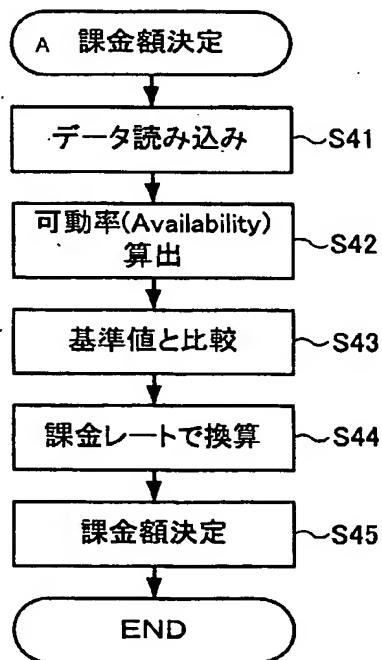 A 課金額決定
データ読み込み
S41
可動率(Availability)
算出
S42
基準値と比較
S43
課金レートで換算
S44
課金額決定
S45
END